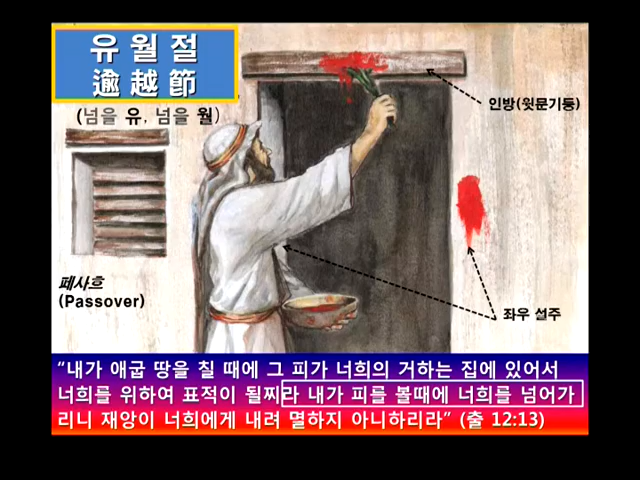 유월절
逾越節
(넘을 유, 넘을 월)
인방(윗문기둥)
페사흐
(Passover)
좌우 설주
“내가 애굽 땅을 칠 때에 그 피가 너희의 거하는 집에 있어서
너희를 위하여 표적이 될찌라 내가 피를 볼때에 너희를 넘어가
리니 재앙이 너희에게 내려 멸하지 아니하리라” (출 12:13)